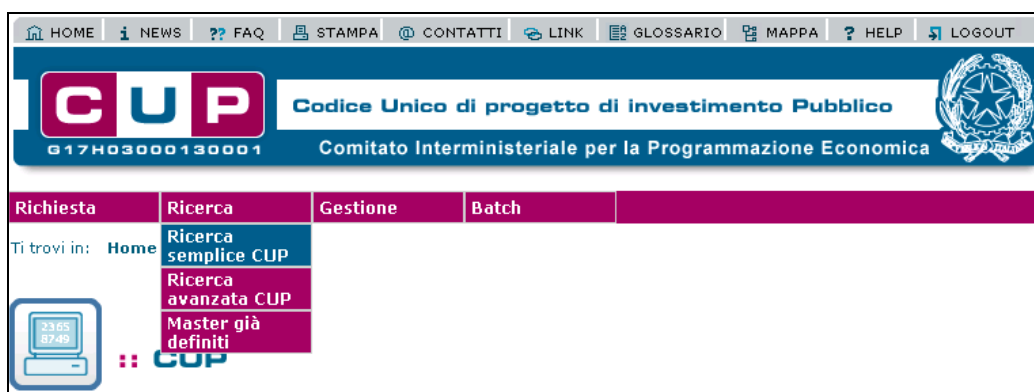 HOME i NEWS ?? FAQ STAMPA @ CONTATTI LINK GLOSSARIO MAPPA ? HELP LOGOUT
CUP Codice Unico di progetto di investimento Pubblico
G17H03000130001 Comitato Interministeriale per la Programmazione Economica
Richiesta Ricerca Gestione Batch
Ti trovi in: Home
Ricerca
semplice CUP
Ricerca
avanzata CUP
Master già
definiti
2365
8749
:: CUP